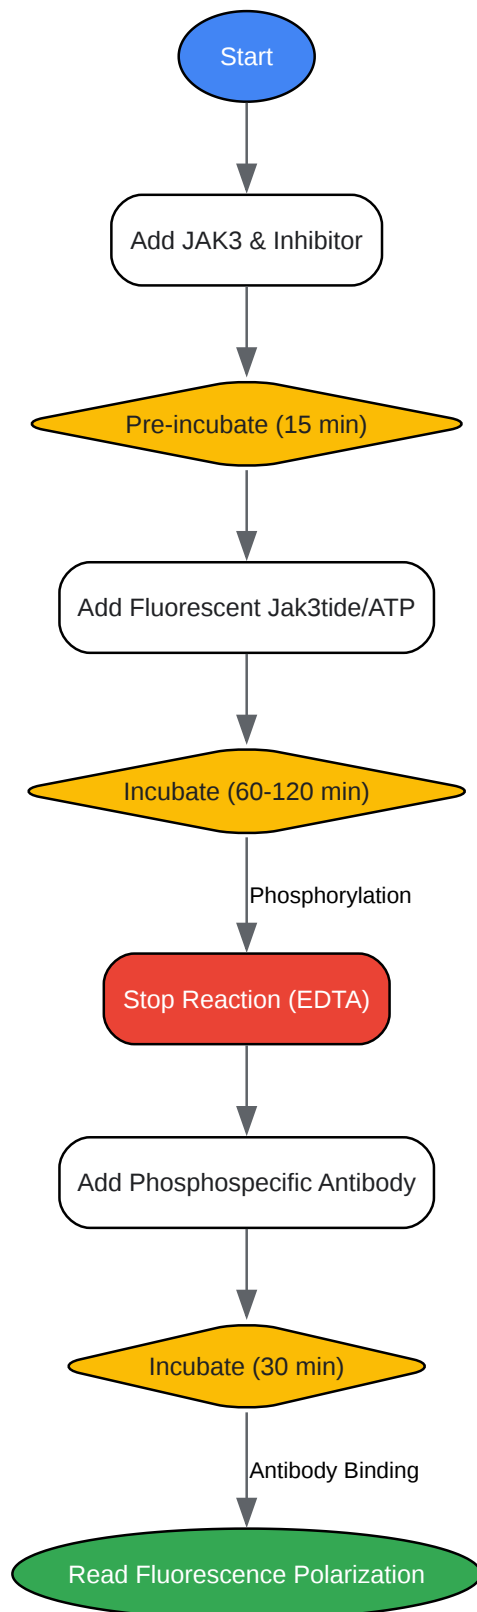 Start
Add JAK3 & Inhibitor
Pre-incubate (15 min)
Add Fluorescent Jak3tide/ATP
Incubate (60-120 min)
Phosphorylation
Stop Reaction (EDTA)
Add Phosphospecific Antibody
Incubate (30 min)
Antibody Binding
Read Fluorescence Polarization